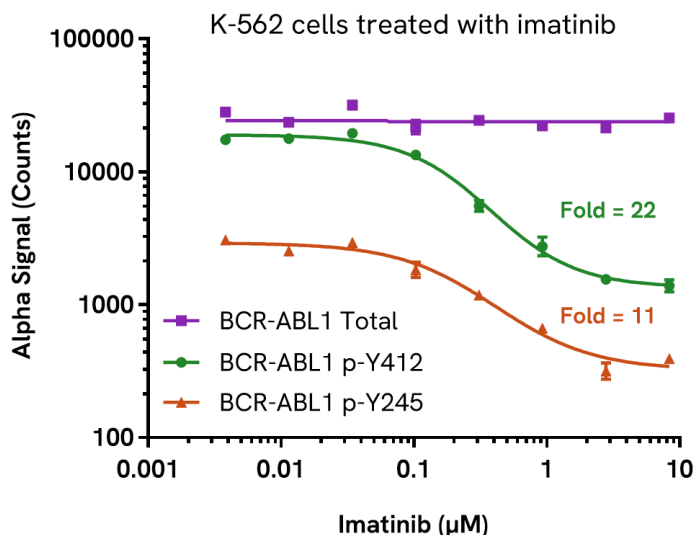 K-562 cells treated with imatinib
100000
10000
1000
100
Alpha Signal (Counts)
Fold = 22
Fold = 11
BCR-ABL1 Total
BCR-ABL1 p-Y412
BCR-ABL1 p-Y245
0.001 0.01 0.1 1 10
Imatinib (µM)